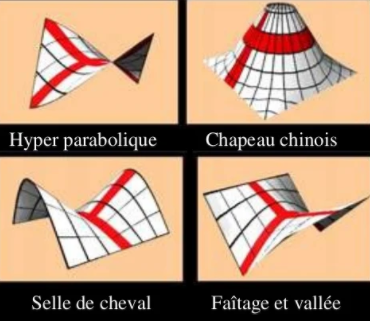 Hyper parabolique
Chapeau chinois
Selle de cheval
Faîtage et vallée